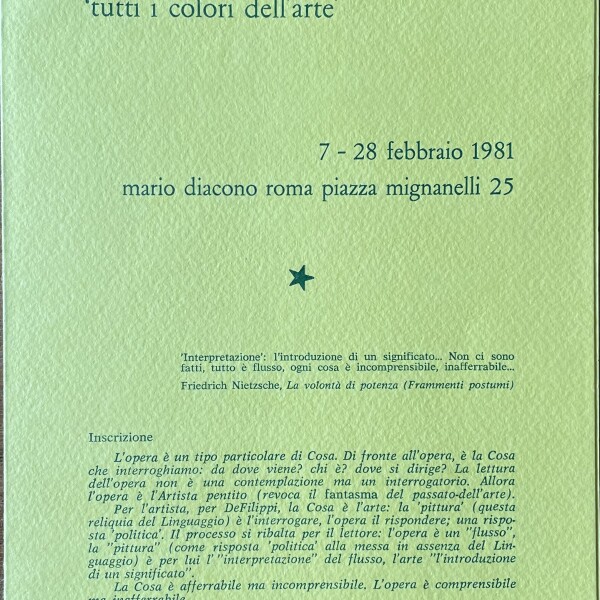 'tutti i colori dell'arte'
7 - 28 febbraio 1981
mario diacono roma piazza mignanelli 25
'Interpretazione': l'introduzione di un significato... Non ci sono
fatti, tutto è flusso, ogni cosa è incomprensibile, inafferrabile...
Friedrich Nietzsche, La volontà di potenza (Frammenti postumi)
Inscrizione
L'opera è un tipo particolare di Cosa. Di fronte all'opera, è la Cosa
che interroghiamo: da dove viene? chi è? dove si dirige? La lettura
dell'opera non è una contemplazione ma un interrogatorio. Allora
l'opera è l'Artista pentito (revoca il fantasma del passato-dell'arte).
Per l'artista, per DeFilippi, la Cosa è l'arte: la 'pittura' (questa
reliquia del Linguaggio) è l'interrogare, l'opera il rispondere; una rispo-
sta 'politica'. Il processo si ribalta per il lettore: l'opera è un "flusso",
la "pittura" (come risposta 'politica' alla messa in assenza del Lin-
guaggio) è per lui l'"interpretazione" del flusso, l'arte "l'introduzione
di un significato".
La Cosa è afferrabile ma incomprensibile. L'opera è comprensibile
ma inafferrabile